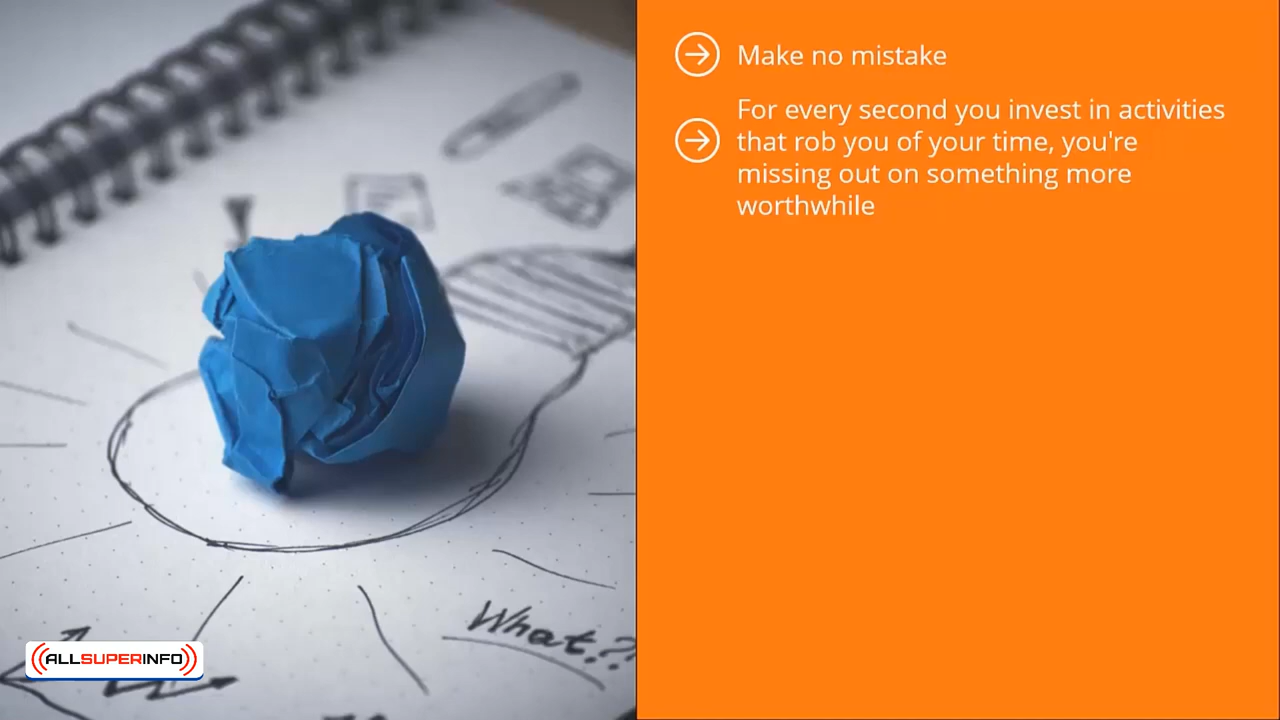 Make no mistake
For every second you invest in activities
that rob you of your time, you're
missing out on something more
worthwhile
What??
ALLSUPERINFO